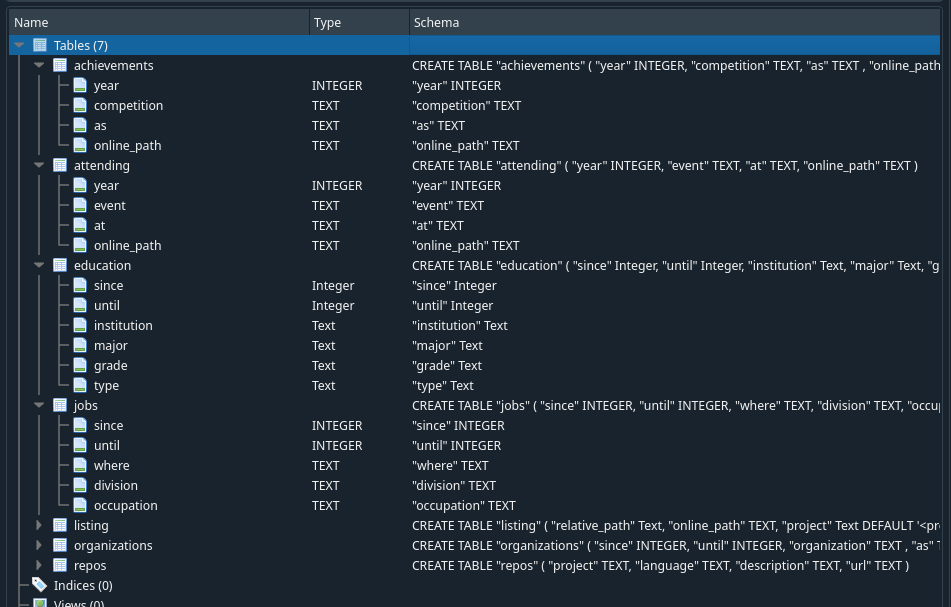 Name Type Schema
Tables (7)
achievements CREATE TABLE "achievements" ( "year" INTEGER, "competition" TEXT, "as" TEXT , "online_path
year INTEGER "year" INTEGER
competition TEXT "competition" TEXT
as TEXT "as" TEXT
online_path TEXT "online_path" TEXT
attending CREATE TABLE "attending" ( "year" INTEGER, "event" TEXT, "at" TEXT, "online_path" TEXT )
year INTEGER "year" INTEGER
event TEXT "event" TEXT
at TEXT "at" TEXT
online_path TEXT "online_path" TEXT
education CREATE TABLE "education" ( "since" Integer, "until" Integer, "institution" Text, "major" Text, "g
since Integer "since" Integer
until Integer "until" Integer
institution Text "institution" Text
major Text "major" Text
grade Text "grade" Text
type Text "type" Text
jobs CREATE TABLE "jobs" ( "since" INTEGER, "until" INTEGER, "where" TEXT, "division" TEXT, "occu
since INTEGER "since" INTEGER
until INTEGER "until" INTEGER
where TEXT "where" TEXT
division TEXT "division" TEXT
occupation TEXT "occupation" TEXT
listing CREATE TABLE "listing" ( "relative_path" Text, "online_path" TEXT, "project" Text DEFAULT '<pr
organizations CREATE TABLE "organizations" ( "since" INTEGER, "until" INTEGER, "organization" TEXT , "as" T
repos CREATE TABLE "repos" ( "project" TEXT, "language" TEXT, "description" TEXT, "url" TEXT )
Indices (0)
Views (0)